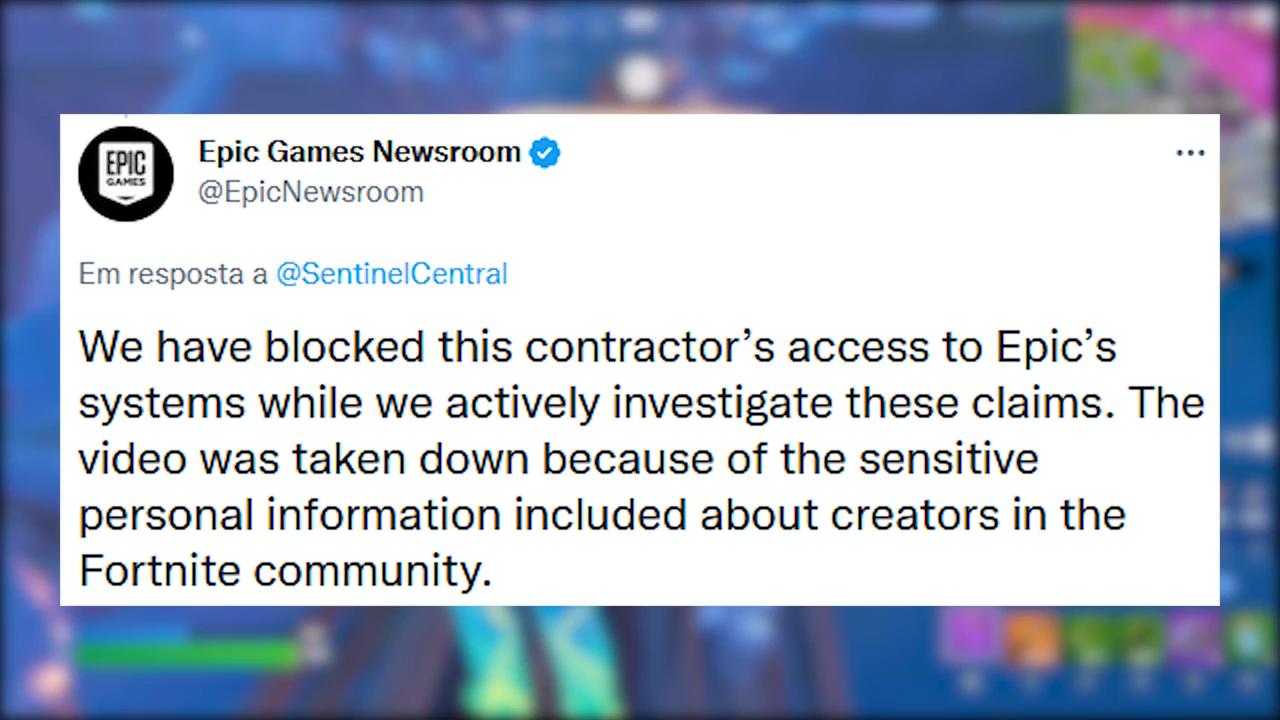 EPIC
GAMES
Epic Games Newsroom
@EpicNewsroom
Em resposta a @SentinelCentral
We have blocked this contractor’s access to Epic’s
systems while we actively investigate these claims. The
video was taken down because of the sensitive
personal information included about creators in the
Fortnite community.